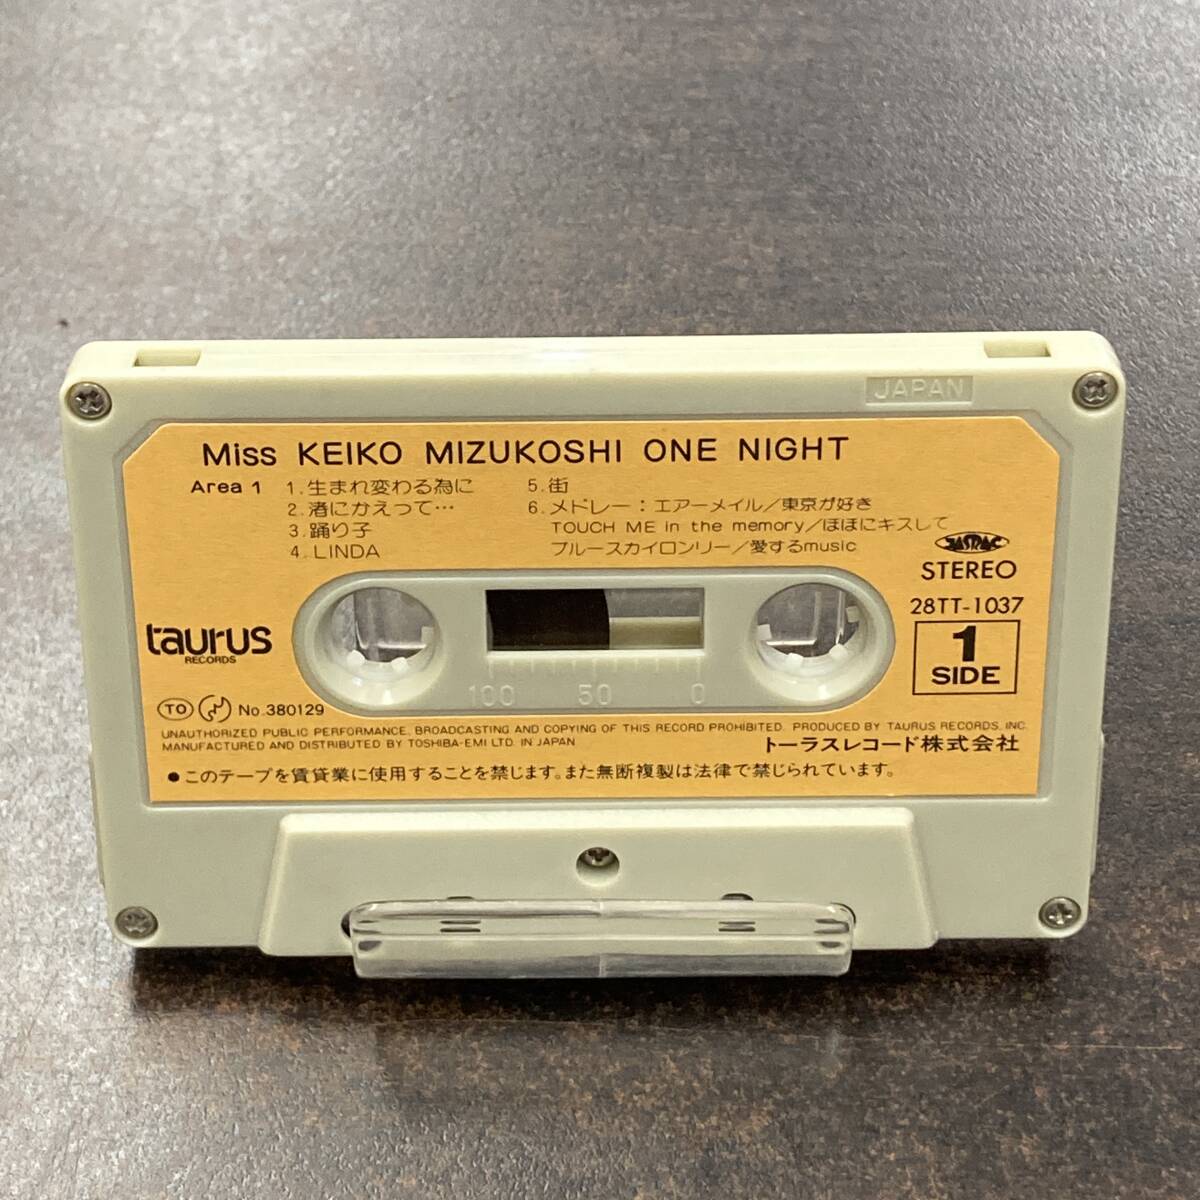 JAPAN
Miss KEIKO MIZUKOSHI ONE NIGHT
Area 1
1.生まれ変わる為に
2.渚にかえって…
3.踊り子
4.LINDA
5.街
6.メドレー：エアーメイル／東京が好き
TOUCH ME in the memory／ほほにキスして
ブルースカイロンリー／愛するmusic
JASRAC
STEREO
28TT-1037
1
SIDE
taurus
RECORDS
100 50 0
TO No.380129
UNAUTHORIZED PUBLIC PERFORMANCE, BROADCASTING AND COPYING OF THIS RECORD PROHIBITED. PRODUCED BY TAURUS RECORDS, INC.
MANUFACTURED AND DISTRIBUTED BY TOSHIBA-EMI LTD. IN JAPAN
トーラスレコード株式会社
●このテープを賃貸業に使用することを禁じます。また無断複製は法律で禁じられています。